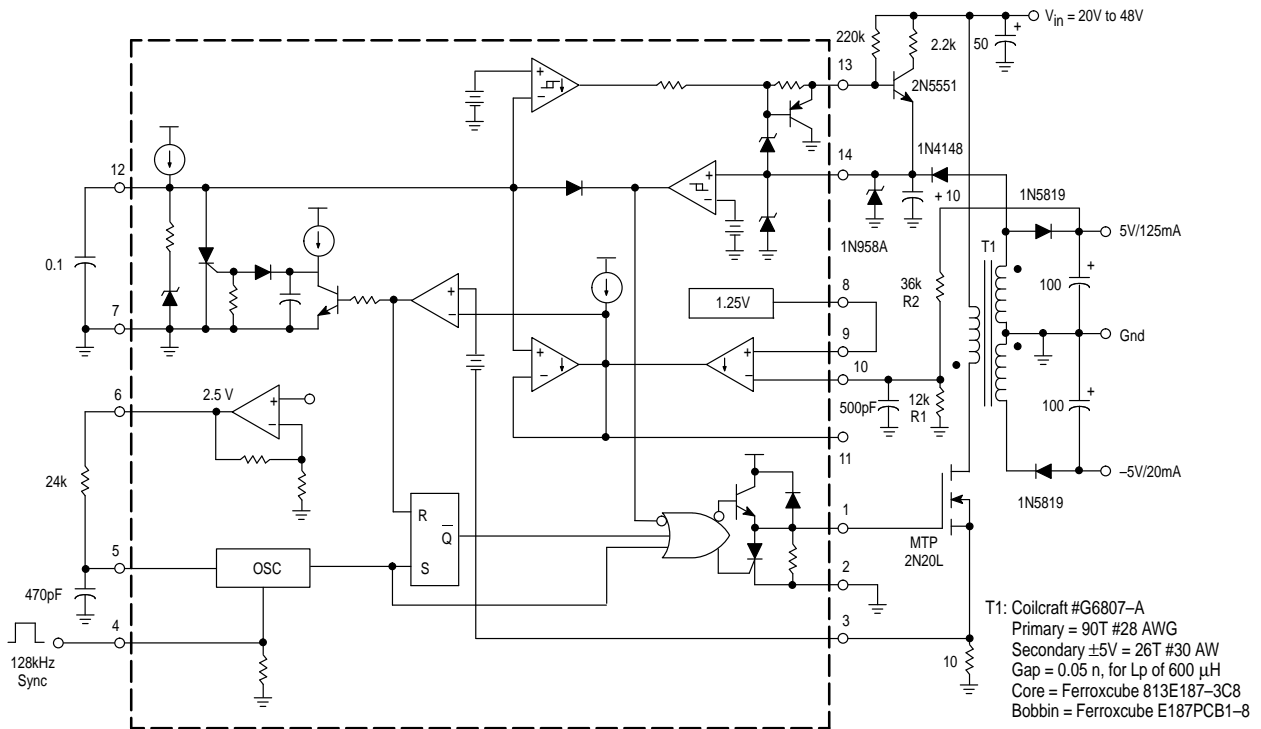 V_in = 20V to 48V
220k
2.2k
50
+
13
2N5551
+
−
14
1N4148
12
+
−
+ 10
1N5819
5V/125mA
1N958A
T1
+
0.1
8
36k
R2
100
1.25V
+
−
7
9
Gnd
+
−
+
−
10
+
6
2.5 V
+
−
500pF
12k
R1
100
11
24k
−5V/20mA
1N5819
R
Q
S
1
MTP
2N20L
5
OSC
2
470pF
4
3
128kHz
Sync
10
T1: Coilcraft #G6807–A
Primary = 90T #28 AWG
Secondary ±5V = 26T #30 AW
Gap = 0.05 n, for Lp of 600 μH
Core = Ferroxcube 813E187–3C8
Bobbin = Ferroxcube E187PCB1–8